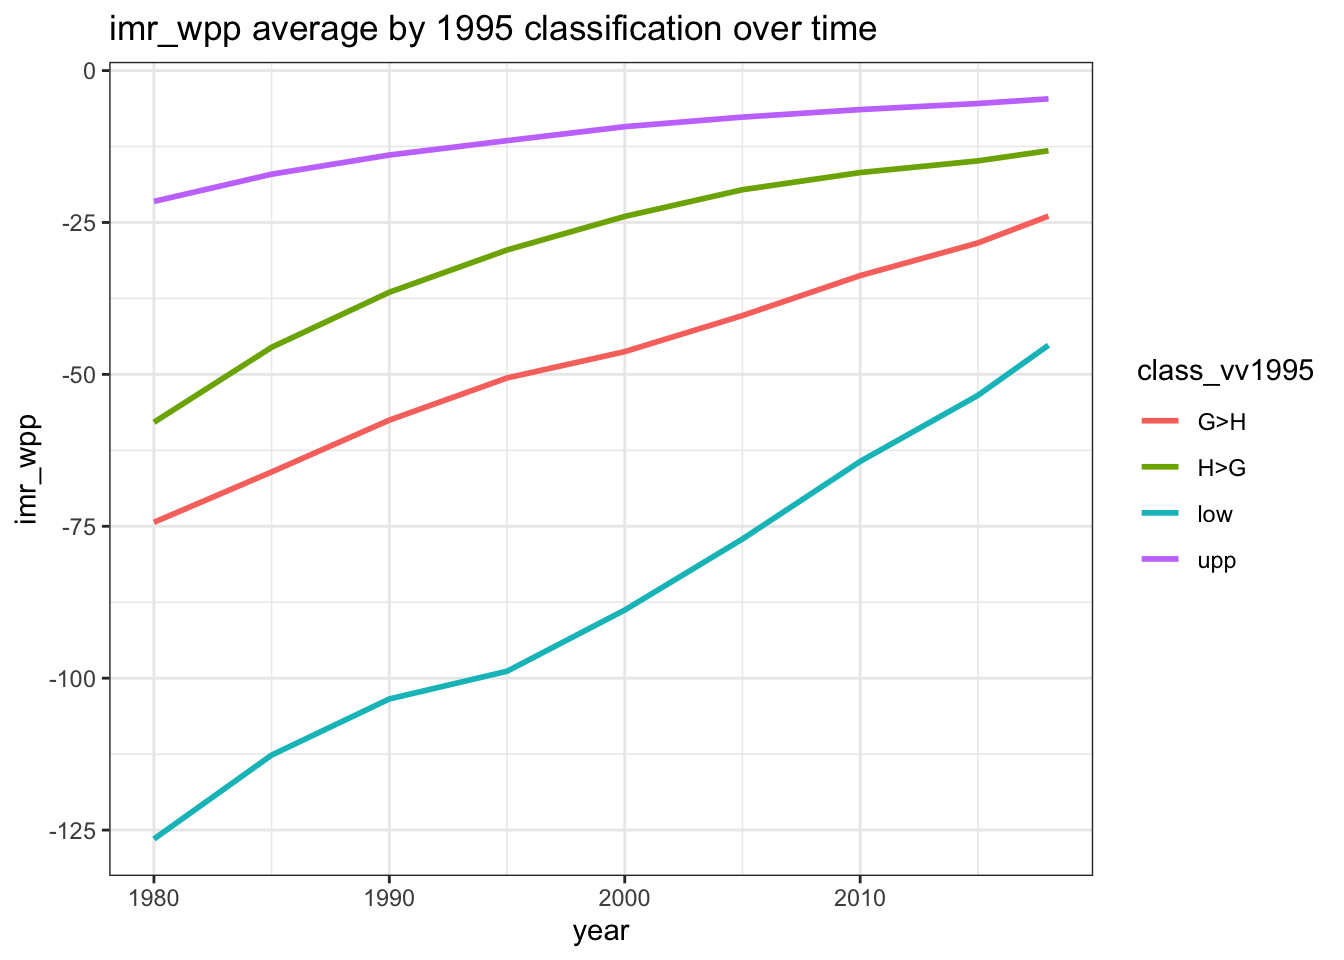 imr_wpp average by 1995 classification over time
0
-25
-50
-75
-100
-125
imr_wpp
1980 1990 2000 2010
year
class_vv1995
G>H
H>G
low
upp